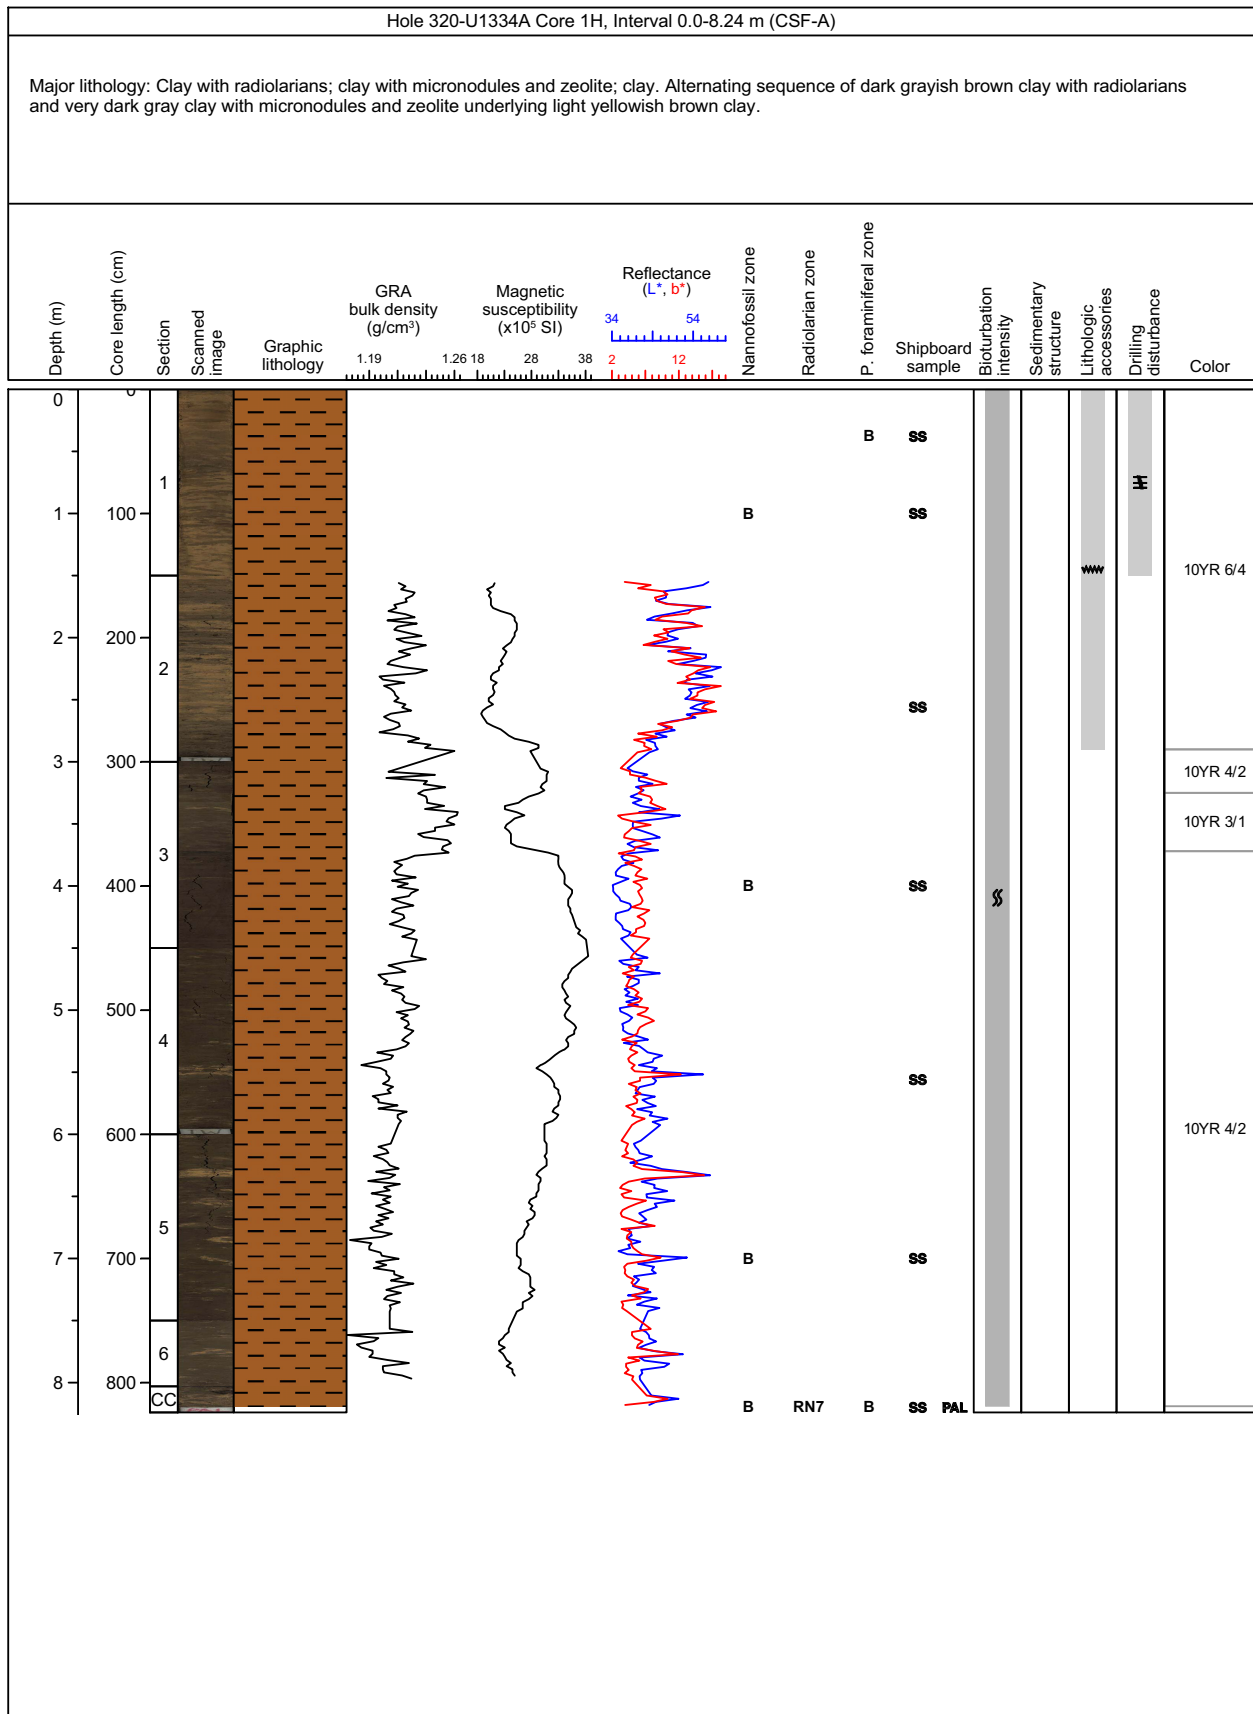 Hole 320-U1334A Core 1H, Interval 0.0-8.24 m (CSF-A)
Major lithology: Clay with radiolarians; clay with micronodules and zeolite; clay. Alternating sequence of dark grayish brown clay with radiolarians
and very dark gray clay with micronodules and zeolite underlying light yellowish brown clay.
Depth (m)
Core length (cm)
Section
Scanned
image
Graphic
lithology
GRA
bulk density
(g/cm³)
1.19 1.26
Magnetic
susceptibility
(x10⁵ SI)
18 28 38
Reflectance
(L*, b*)
34 54
2 12
Nannofossil zone
Radiolarian zone
P. foraminiferal zone
Shipboard
sample
Bioturbation
intensity
Sedimentary
structure
Lithologic
accessories
Drilling
disturbance
Color
0 0
B SS
1
1 100 B SS
10YR 6/4
2 200
2
SS
3 300
10YR 4/2
10YR 3/1
3
4 400 B SS
5 500
4
SS
6 600
10YR 4/2
5
7 700 B SS
6
8 800
CC
B RN7 B SS PAL